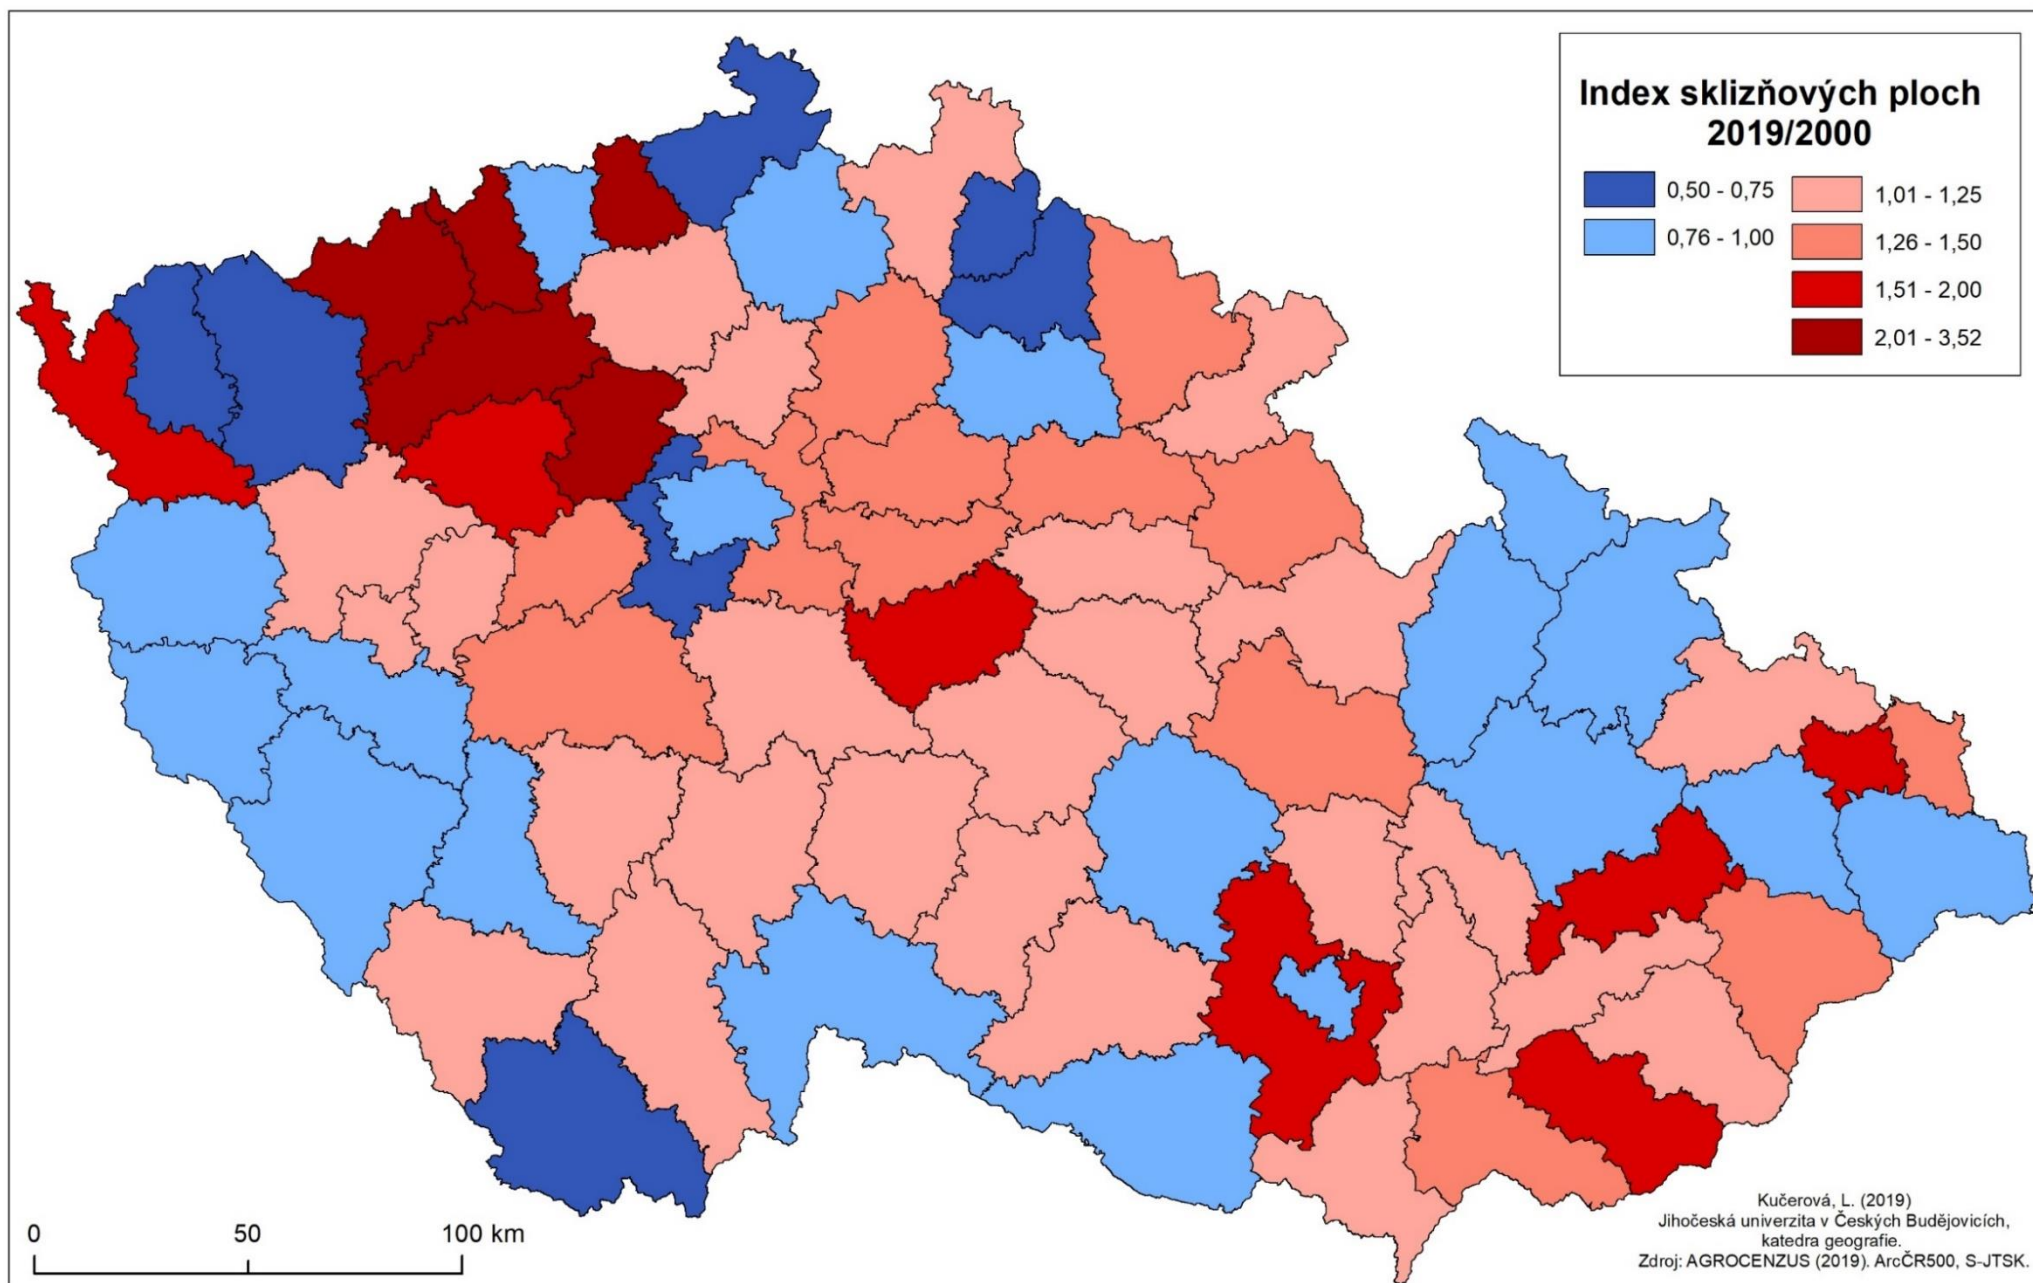 Index sklizňových ploch
2019/2000
0,50 - 0,75
0,76 - 1,00
1,01 - 1,25
1,26 - 1,50
1,51 - 2,00
2,01 - 3,52
0 50 100 km
Kučerová, L. (2019)
Jihočeská univerzita v Českých Budějovicích,
katedra geografie.
Zdroj: AGROCENZUS (2019). ArcČR500, S-JTSK.